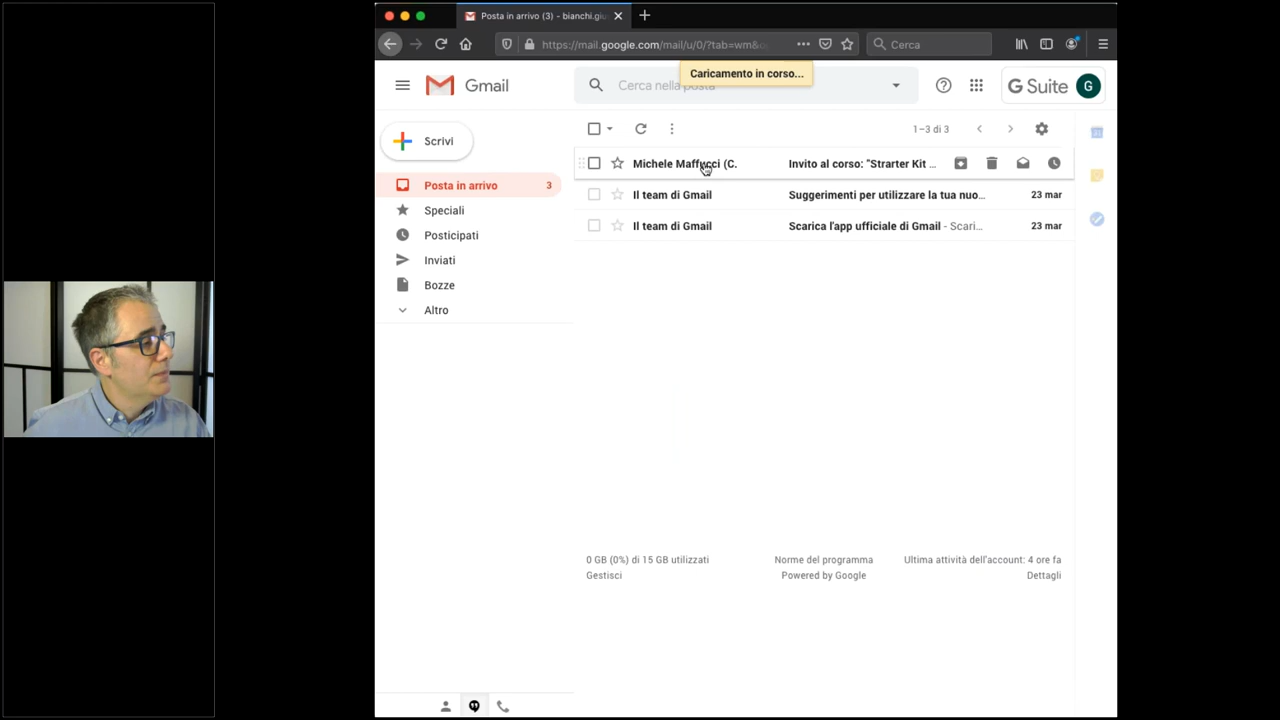 Posta in arrivo (3) - bianchi.giu
https://mail.google.com/mail/u/0/?tab=wm&o
Cerca
Caricamento in corso...
Gmail
Cerca nella posta
G Suite
G
Scrivi
1–3 di 3
Posta in arrivo 3
Speciali
Posticipati
Inviati
Bozze
Altro
Michele Maffucci (C. Invito al corso: "Strarter Kit ...
Il team di Gmail Suggerimenti per utilizzare la tua nuo... 23 mar
Il team di Gmail Scarica l'app ufficiale di Gmail - Scari... 23 mar
0 GB (0%) di 15 GB utilizzati
Gestisci
Norme del programma
Powered by Google
Ultima attività dell'account: 4 ore fa
Dettagli